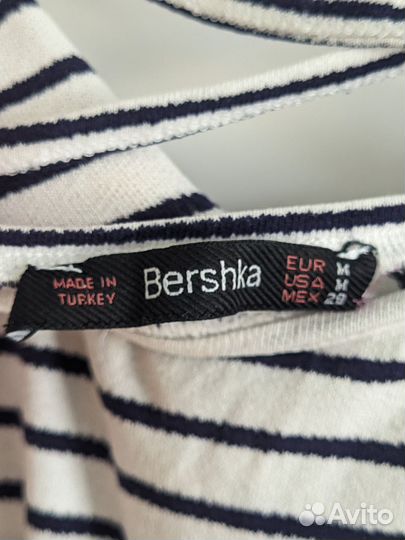 MADE IN
TURKEY
Bershka
EUR M
USA M
MEX 28
Avito